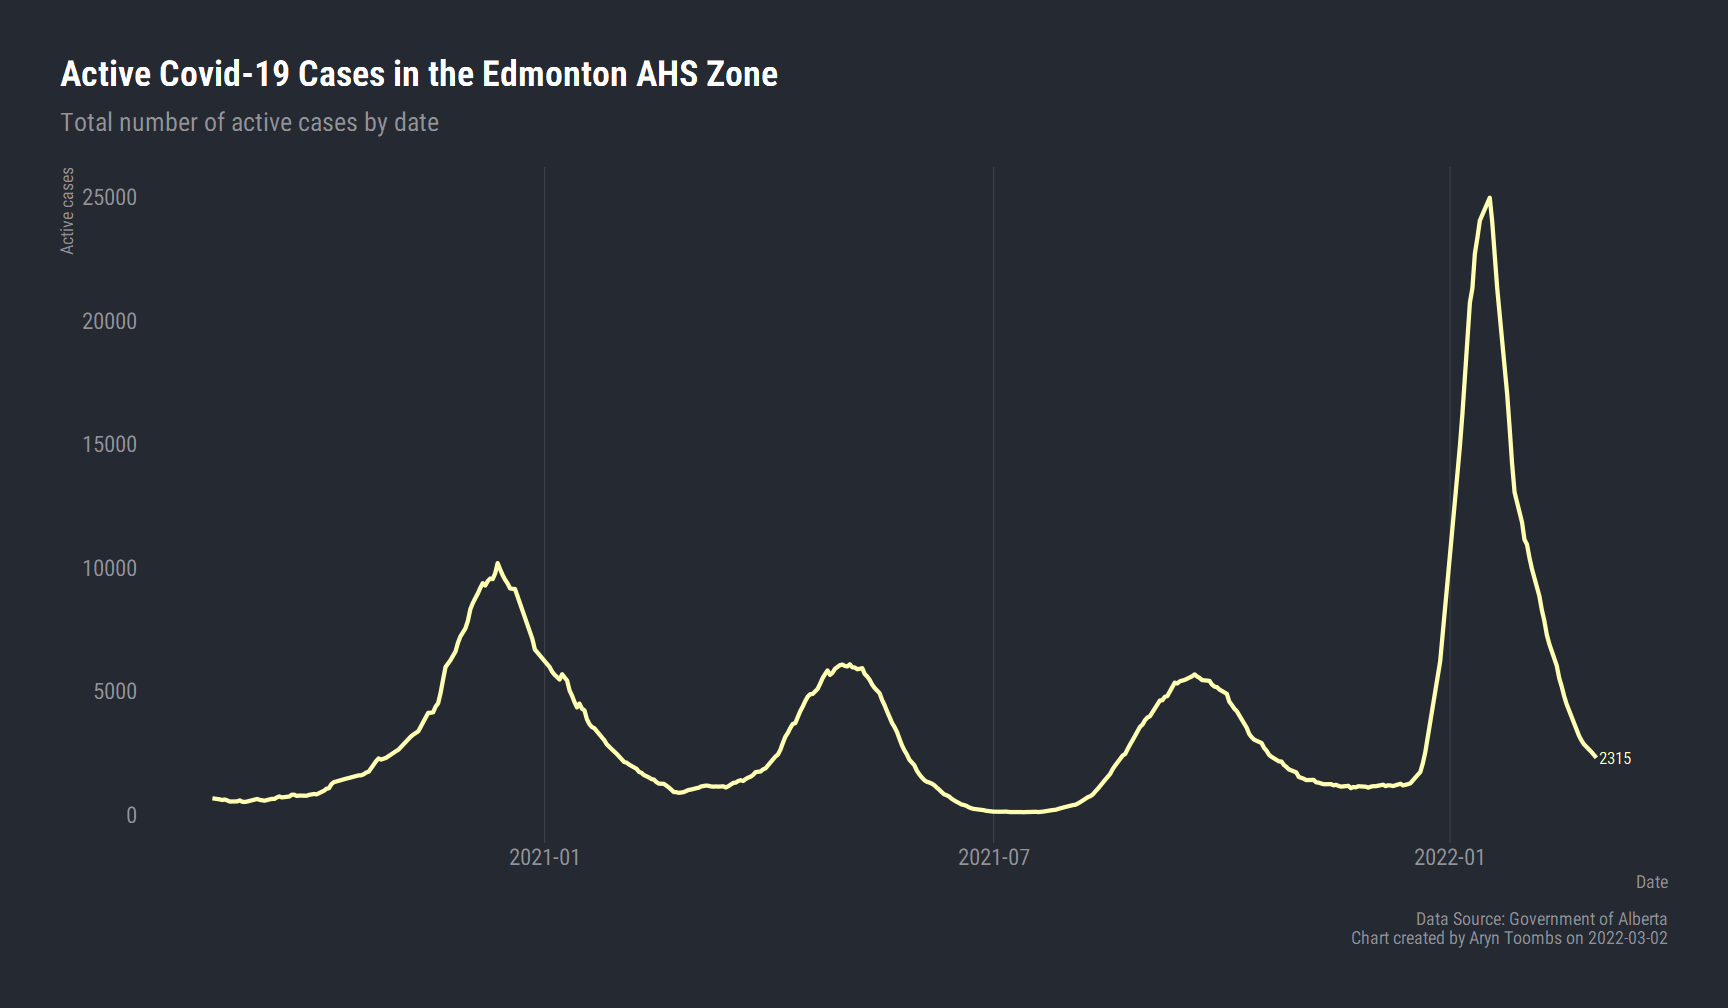 Active Covid-19 Cases in the Edmonton AHS Zone
Total number of active cases by date
Active cases
25000
20000
15000
10000
5000
0
2315
2021-01
2021-07
2022-01
Date
Data Source: Government of Alberta
Chart created by Aryn Toombs on 2022-03-02